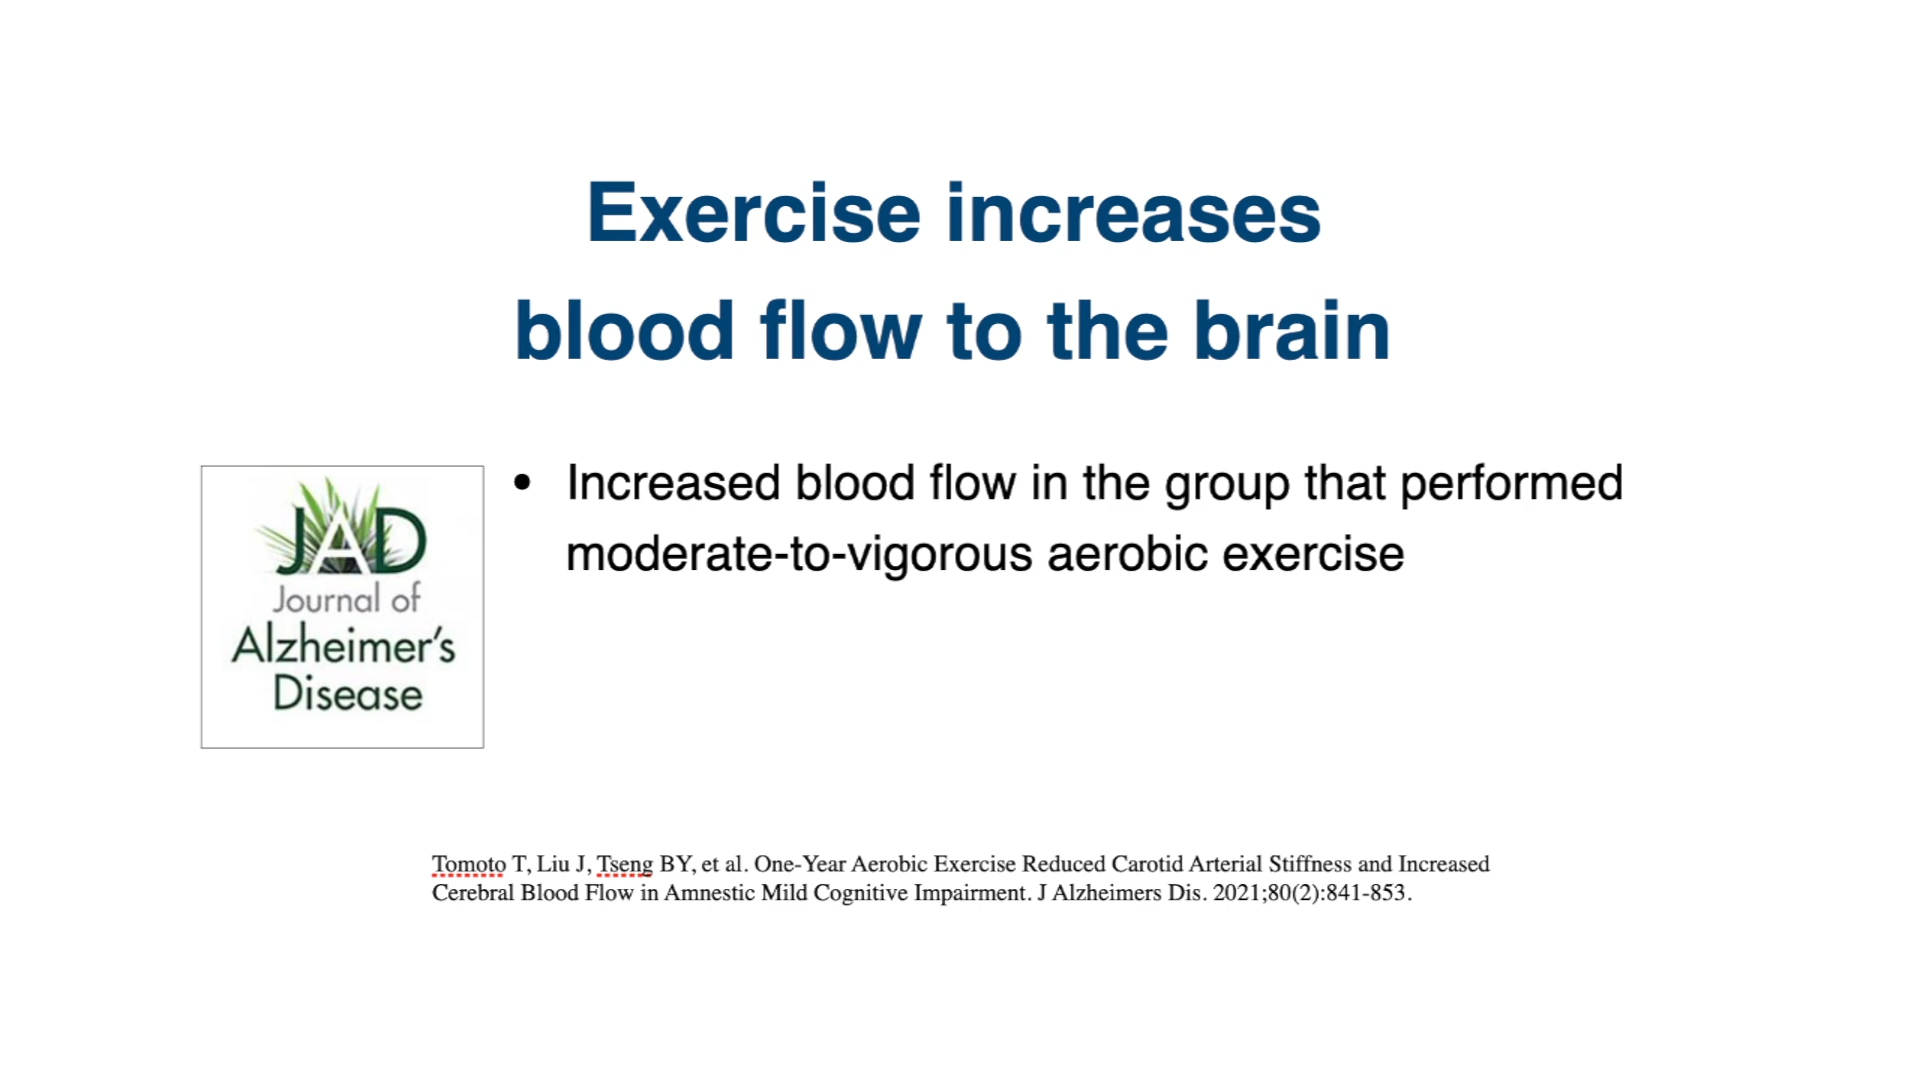 Exercise increases
blood flow to the brain
• Increased blood flow in the group that performed
moderate-to-vigorous aerobic exercise
JAD
Journal of
Alzheimer's
Disease
Tomoto T, Liu J, Tseng BY, et al. One-Year Aerobic Exercise Reduced Carotid Arterial Stiffness and Increased
Cerebral Blood Flow in Amnestic Mild Cognitive Impairment. J Alzheimers Dis. 2021;80(2):841-853.